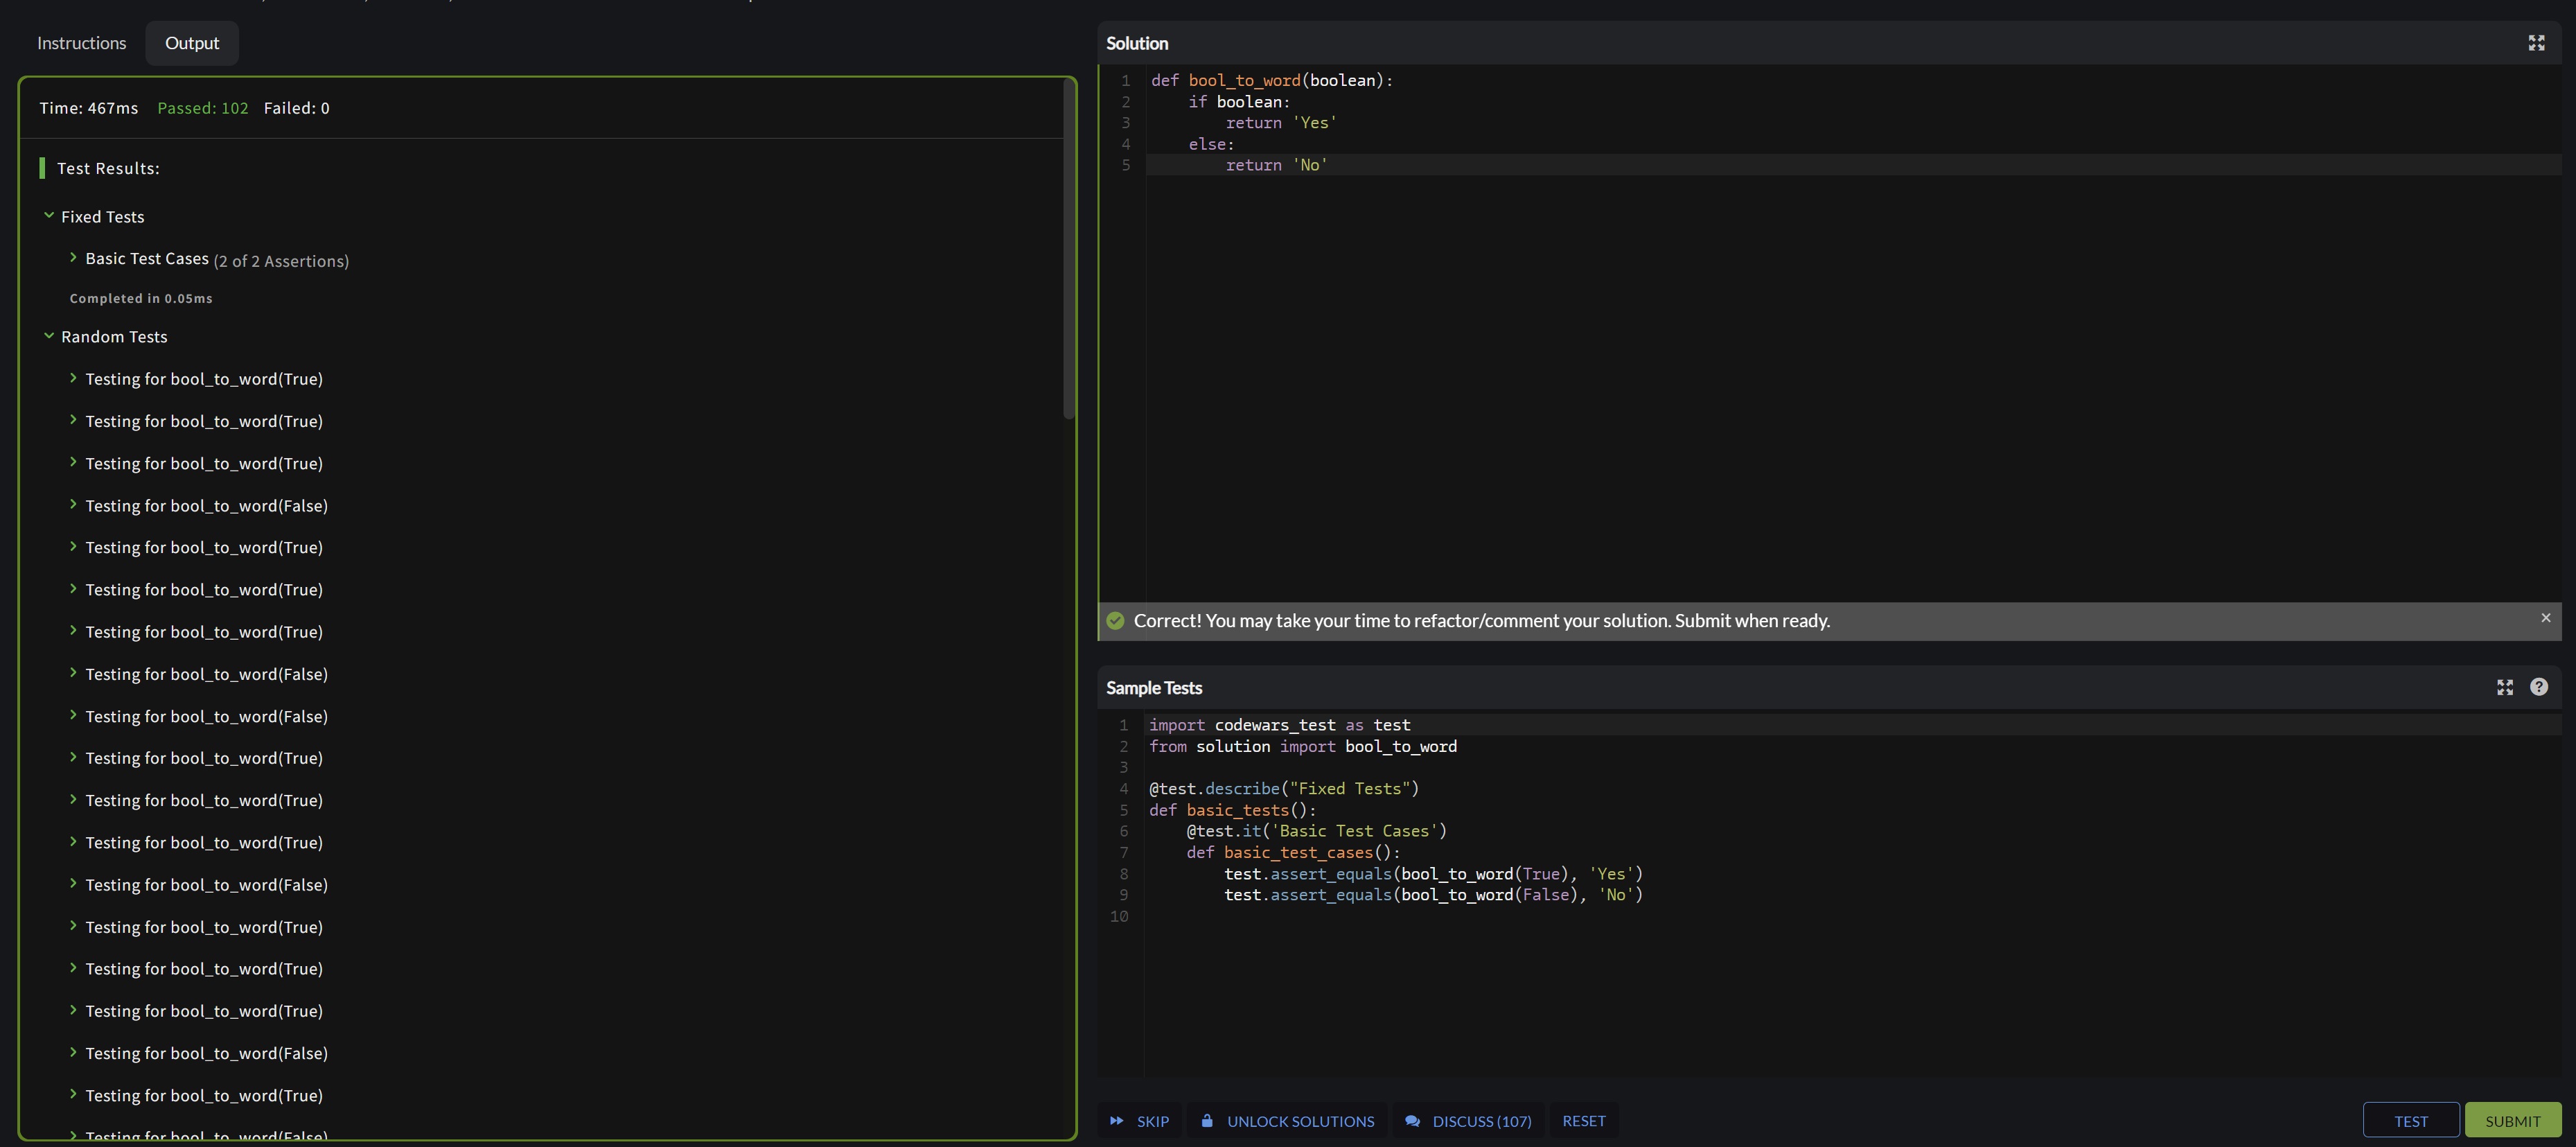 Instructions
Output
Time: 467ms Passed: 102 Failed: 0
Test Results:
Fixed Tests
Basic Test Cases (2 of 2 Assertions)
Completed in 0.05ms
Random Tests
Testing for bool_to_word(True)
Testing for bool_to_word(True)
Testing for bool_to_word(True)
Testing for bool_to_word(False)
Testing for bool_to_word(True)
Testing for bool_to_word(True)
Testing for bool_to_word(True)
Testing for bool_to_word(False)
Testing for bool_to_word(False)
Testing for bool_to_word(True)
Testing for bool_to_word(True)
Testing for bool_to_word(True)
Testing for bool_to_word(False)
Testing for bool_to_word(True)
Testing for bool_to_word(True)
Testing for bool_to_word(True)
Testing for bool_to_word(False)
Testing for bool_to_word(True)
Testing for bool_to_word(False)
Solution
1 def bool_to_word(boolean):
2     if boolean:
3         return 'Yes'
4     else:
5         return 'No'
Correct! You may take your time to refactor/comment your solution. Submit when ready.
Sample Tests
1 import codewars_test as test
2 from solution import bool_to_word
3
4 @test.describe("Fixed Tests")
5 def basic_tests():
6     @test.it('Basic Test Cases')
7     def basic_test_cases():
8         test.assert_equals(bool_to_word(True), 'Yes')
9         test.assert_equals(bool_to_word(False), 'No')
10
SKIP
UNLOCK SOLUTIONS
DISCUSS (107)
RESET
TEST
SUBMIT